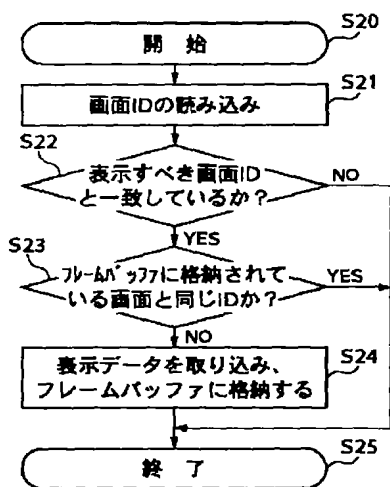 S20
開 始
S21
画面IDの読み込み
S22
表示すべき画面ID
と一致しているか?
NO
YES
S23
フレームバッファに格納されて
いる画面と同じIDか?
YES
NO
S24
表示データを取り込み、
フレームバッファに格納する
S25
終 了